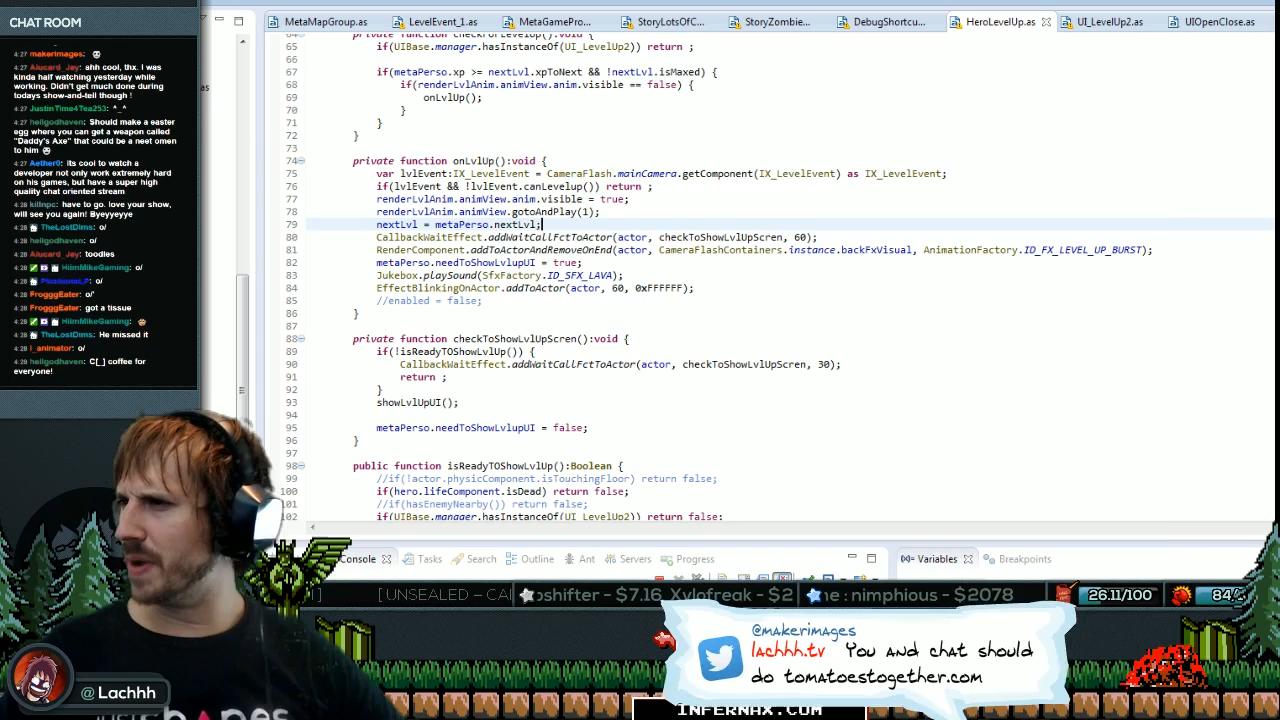 CHAT ROOM
4:27 makerimages:
4:27 Alucard_Jay: ahh cool, thx. I was
kinda half watching yesterday while
working. Didn't get much done during
todays show-and-tell though !
4:27 JustinTime4Tea253: ^_^
4:27 hellgodhaven: Should make a easter
egg where you can get a weapon called
"Daddy's Axe" that could be a neet omen
to him
4:27 Aether0: its cool to watch a
developer not only work extremely hard
on his games, but have a super high
quality chat oriented stream
4:28 killnpc: have to go. love your show,
will see you again! Byeyyeyye
4:28 TheLostDims: o/
4:28 hellgodhaven: o/
4:28 Alucard_Jay: toodles
4:28 HiimMikeGaming: o/
4:28 o/
4:28 FrogggEater: o/'
4:28 FrogggEater: got a tissue
4:28 HiimMikeGaming:
4:28 TheLostDims: He missed it
4:28 i_animator: o/
4:29 hellgodhaven: C[_] coffee for
everyone!
as
MetaMapGroup.as LevelEvent_1.as MetaGamePro... StoryLotsOfC... StoryZombie... DebugShortcu... HeroLevelUp.as UI_LevelUp2.as UIOpenClose.as
64 private function checkForLevelUp():void {
65 if(UIBase.manager.hasInstanceOf(UI_LevelUp2)) return ;
66
67 if(metaPerso.xp >= nextLvl.xpToNext && !nextLvl.isMaxed) {
68 if(renderLvlAnim.animView.anim.visible == false) {
69 onLvlUp();
70 }
71 }
72 }
73
74 private function onLvlUp():void {
75 var lvlEvent:IX_LevelEvent = CameraFlash.mainCamera.getComponent(IX_LevelEvent) as IX_LevelEvent;
76 if(lvlEvent && !lvlEvent.canLevelup()) return ;
77 renderLvlAnim.animView.anim.visible = true;
78 renderLvlAnim.animView.gotoAndPlay(1);
79 nextLvl = metaPerso.nextLvl;
80 CallbackWaitEffect.addWaitCallFctToActor(actor, checkToShowLvlUpScren, 60);
81 RenderComponent.addToActorAndRemoveOnEnd(actor, CameraFlashContainers.instance.backFxVisual, AnimationFactory.ID_FX_LEVEL_UP_BURST);
82 metaPerso.needToShowLvlupUI = true;
83 Jukebox.playSound(SfxFactory.ID_SFX_LAVA);
84 EffectBlinkingOnActor.addToActor(actor, 60, 0xFFFFFF);
85 //enabled = false;
86 }
87
88 private function checkToShowLvlUpScren():void {
89 if(!isReadyTOShowLvlUp()) {
90 CallbackWaitEffect.addWaitCallFctToActor(actor, checkToShowLvlUpScren, 30);
91 return ;
92 }
93 showLvlUpUI();
94
95 metaPerso.needToShowLvlupUI = false;
96 }
97
98 public function isReadyTOShowLvlUp():Boolean {
99 //if(!actor.physicComponent.isTouchingFloor) return false;
100 if(hero.lifeComponent.isDead) return false;
101 //if(hasEnemyNearby()) return false;
102 if(UIBase.manager.hasInstanceOf(UI_LevelUp2)) return false;
Console Tasks Search Outline Ant Servers Progress
(x)= Variables Breakpoints
[UNSEALED - CA
pshifter - $7.16, Xylofreak - $2
ne : nimphious - $2078
26.11/100
84
@makerimages
lachhh.tv You and chat should
do tomatoestogether.com
@ Lachhh
INFERNAX.COM